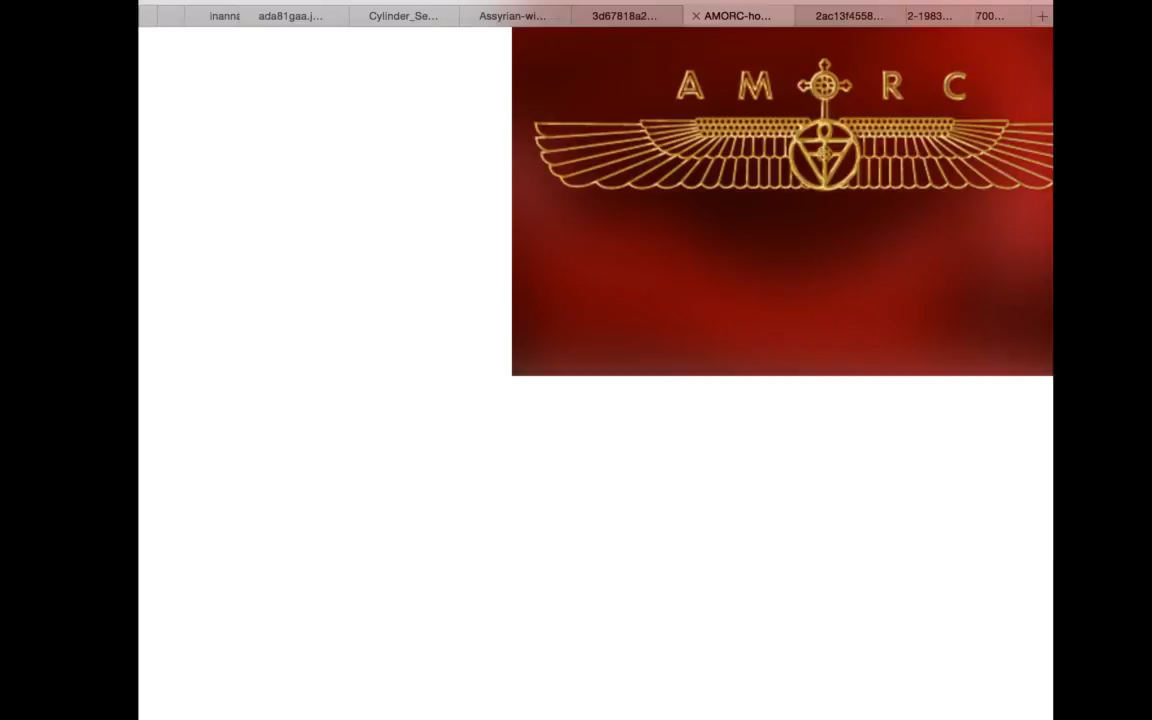 inanna
ada81gaa.j...
Cylinder_Se...
Assyrian-wi...
3d67818a2...
AMORC-ho...
2ac13f4558...
2-1983...
700...
A M R C